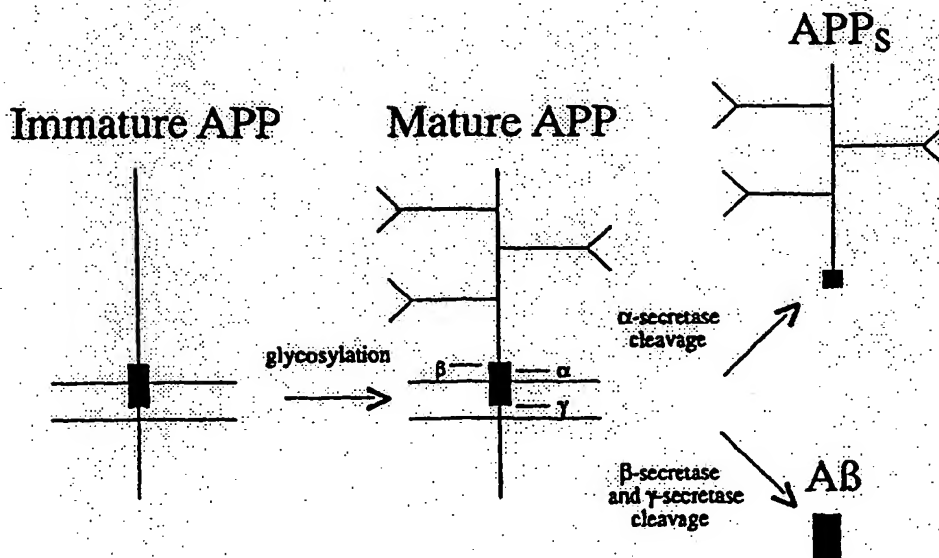 APPS
Immature APP
Mature APP
glycosylation
β
α
γ
α-secretase
cleavage
β-secretase
and γ-secretase
cleavage
Aβ